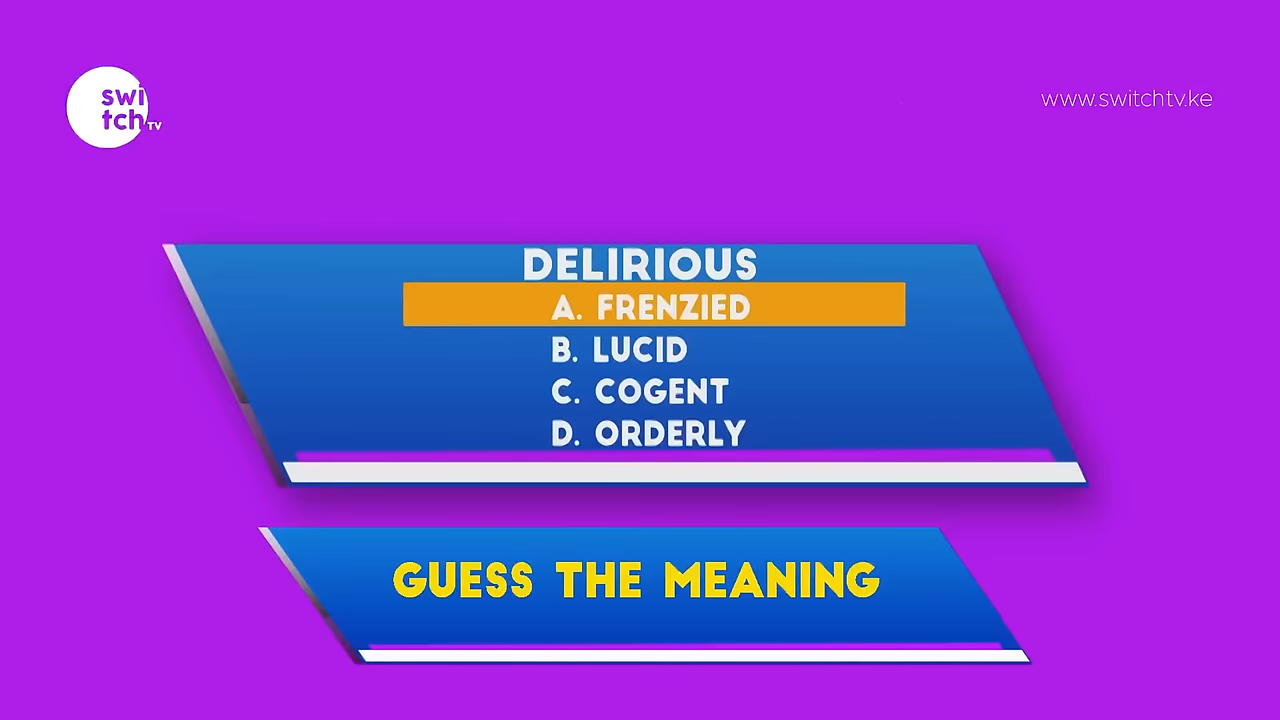 swi
tch TV
www.switchtv.ke
DELIRIOUS
A. FRENZIED
B. LUCID
C. COGENT
D. ORDERLY
GUESS THE MEANING